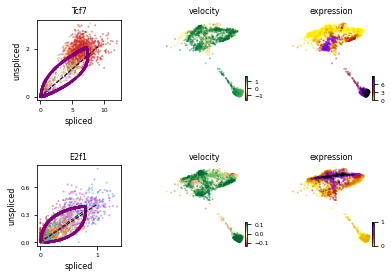 Tcf7
velocity
expression
unspliced
2
0
0
5
10
spliced
1
0
−1
6
3
0
E2f1
velocity
expression
unspliced
0.6
0.3
0.0
0
1
spliced
0.1
0.0
−0.1
1
0